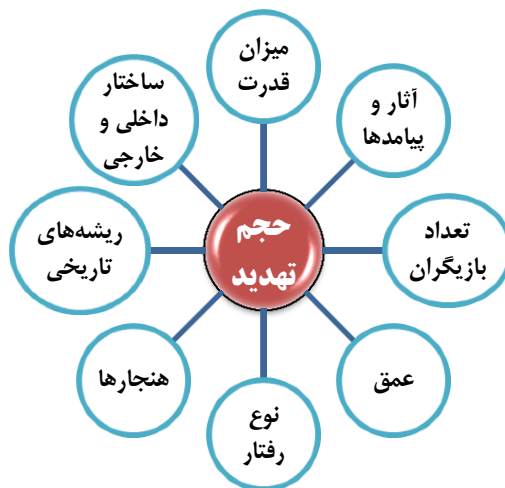 حجم
تهدید
میزان
قدرت
آثار و
پیامدها
تعداد
بازیگران
عمق
نوع
رفتار
هنجارها
ریشه‌های
تاریخی
ساختار
داخلی و
خارجی